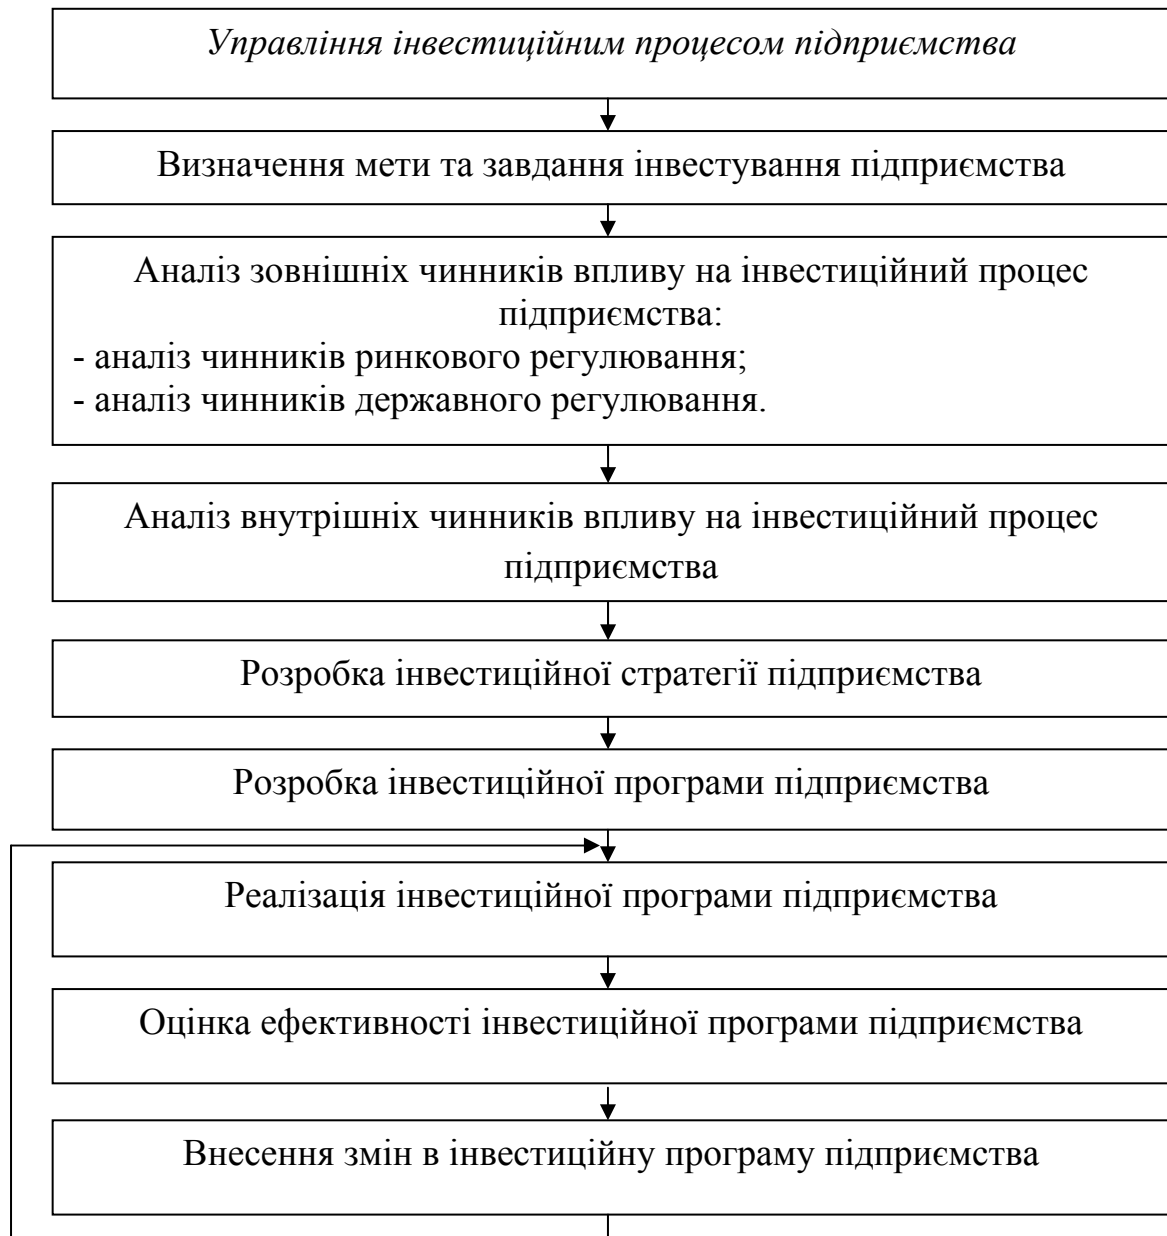 Управління інвестиційним процесом підприємства
Визначення мети та завдання інвестування підприємства
Аналіз зовнішніх чинників впливу на інвестиційний процес
підприємства:
- аналіз чинників ринкового регулювання;
- аналіз чинників державного регулювання.
Аналіз внутрішніх чинників впливу на інвестиційний процес
підприємства
Розробка інвестиційної стратегії підприємства
Розробка інвестиційної програми підприємства
Реалізація інвестиційної програми підприємства
Оцінка ефективності інвестиційної програми підприємства
Внесення змін в інвестиційну програму підприємства